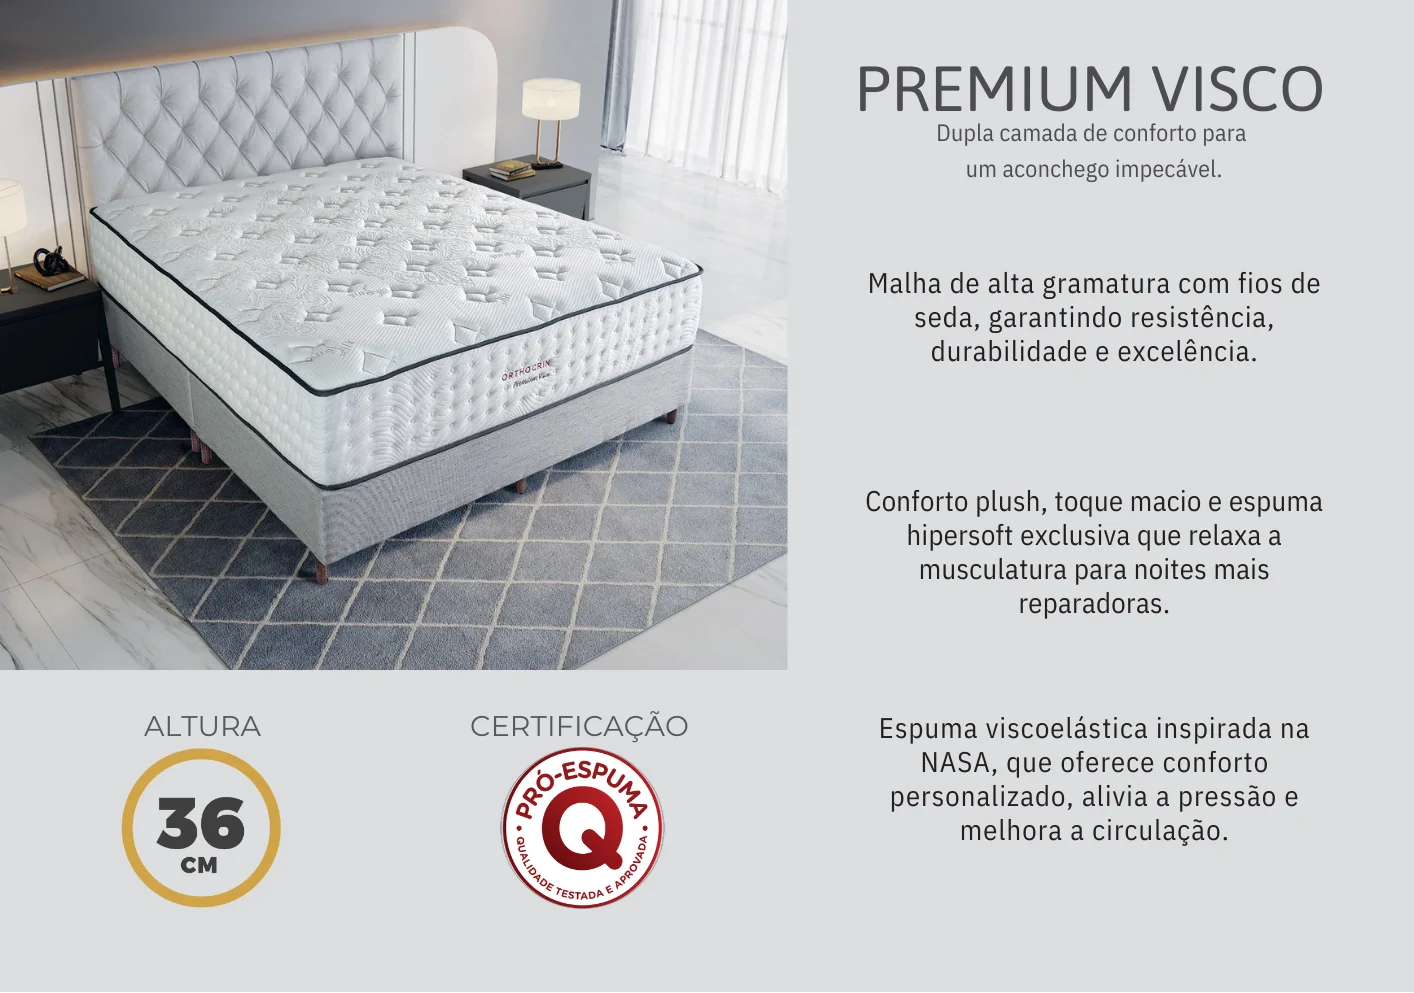 PREMIUM VISCO
Dupla camada de conforto para
um aconchego impecável.
Malha de alta gramatura com fios de
seda, garantindo resistência,
durabilidade e excelência.
Conforto plush, toque macio e espuma
hipersoft exclusiva que relaxa a
musculatura para noites mais
reparadoras.
Espuma viscoelástica inspirada na
NASA, que oferece conforto
personalizado, alivia a pressão e
melhora a circulação.
ORTHOCRIN
Premium Visco
ALTURA
36
CM
CERTIFICAÇÃO
PRÓ-ESPUMA
Q
• QUALIDADE TESTADA E APROVADA •